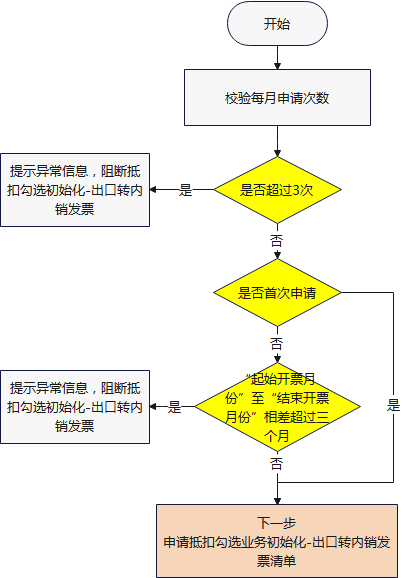 开始
校验每月申请次数
提示异常信息，阻断抵
扣勾选初始化-出口转内
销发票
是
是否超过3次
否
是否首次申请
否
提示异常信息，阻断抵
扣勾选初始化-出口转内
销发票
是
“起始开票月
份”至“结束开票
月份”相差超过三
个月
是
否
下一步
申请抵扣勾选业务初始化-出口转内销发
票清单